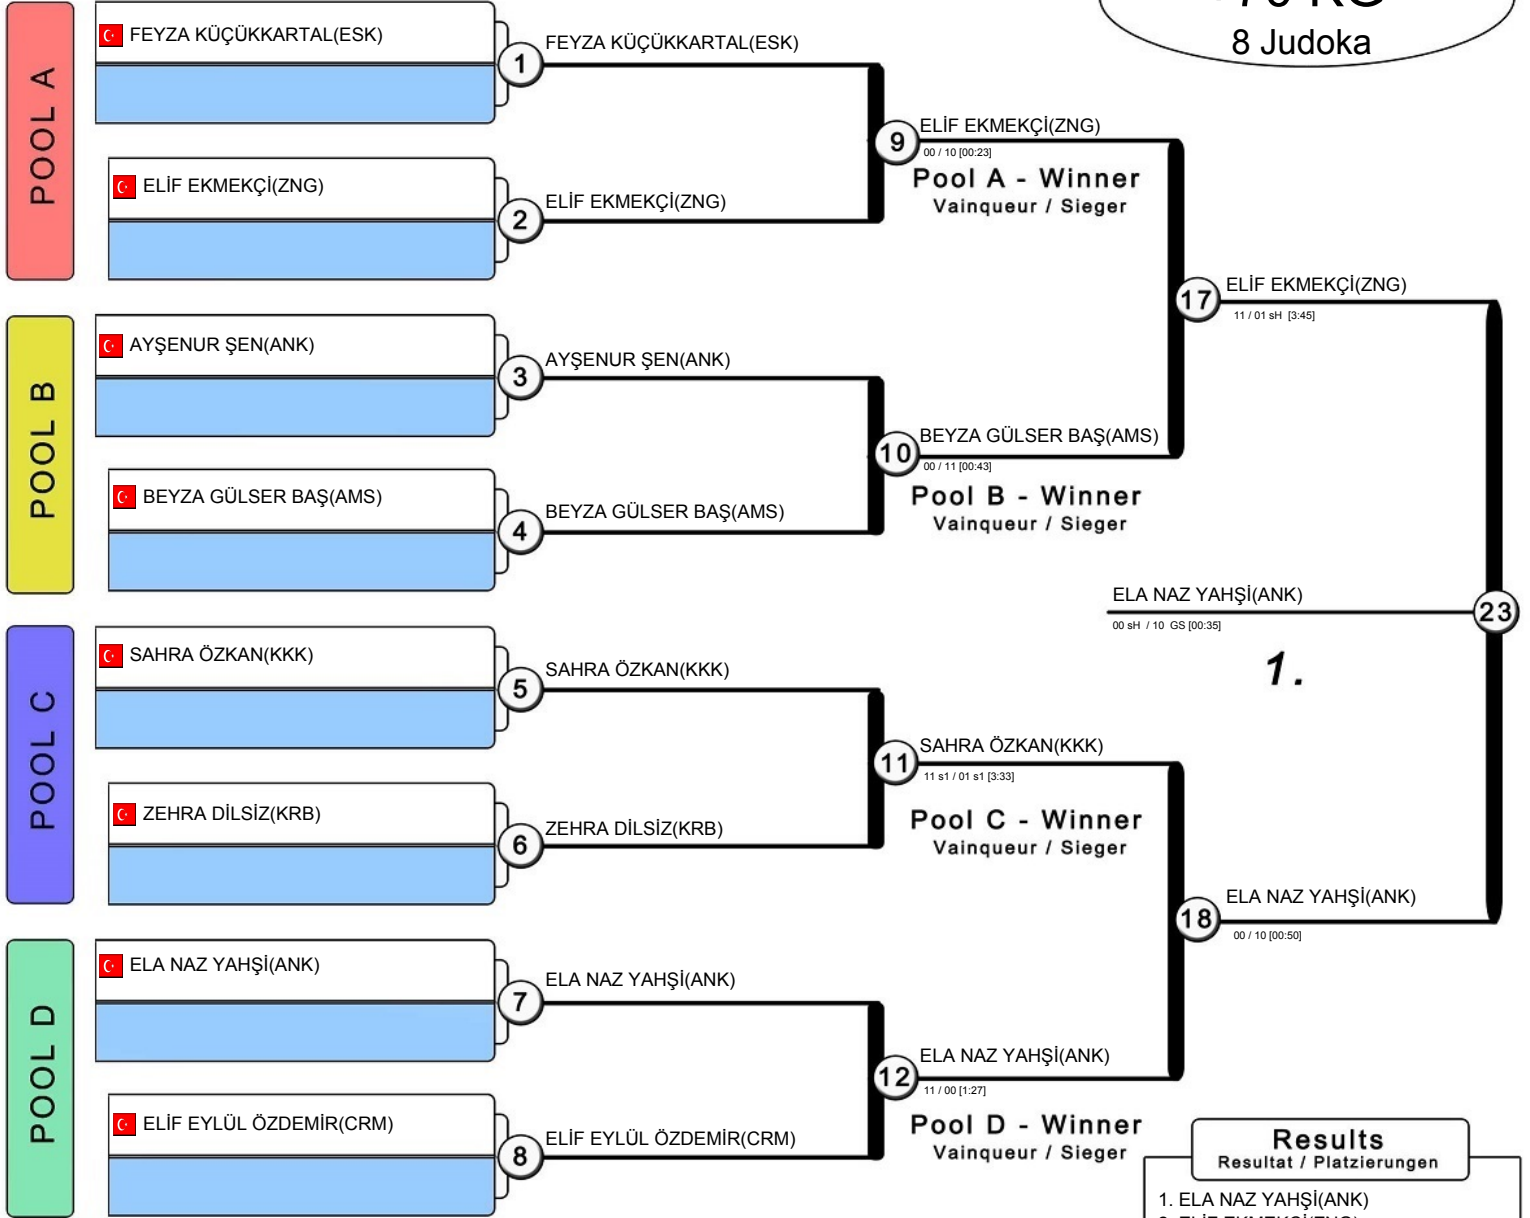 8 Judoka
POOL A
FEYZA KÜÇÜKKARTAL(ESK)
1
FEYZA KÜÇÜKKARTAL(ESK)
ELİF EKMEKÇİ(ZNG)
2
ELİF EKMEKÇİ(ZNG)
9
ELİF EKMEKÇİ(ZNG)
00 / 10 [00:23]
Pool A - Winner
Vainqueur / Sieger
POOL B
AYŞENUR ŞEN(ANK)
3
AYŞENUR ŞEN(ANK)
BEYZA GÜLSER BAŞ(AMS)
4
BEYZA GÜLSER BAŞ(AMS)
10
BEYZA GÜLSER BAŞ(AMS)
00 / 11 [00:43]
Pool B - Winner
Vainqueur / Sieger
17
ELİF EKMEKÇİ(ZNG)
11 / 01 sH [3:45]
ELA NAZ YAHŞİ(ANK)
23
00 sH / 10 GS [00:35]
1.
POOL C
SAHRA ÖZKAN(KKK)
5
SAHRA ÖZKAN(KKK)
ZEHRA DİLSİZ(KRB)
6
ZEHRA DİLSİZ(KRB)
11
SAHRA ÖZKAN(KKK)
11 s1 / 01 s1 [3:33]
Pool C - Winner
Vainqueur / Sieger
18
ELA NAZ YAHŞİ(ANK)
00 / 10 [00:50]
POOL D
ELA NAZ YAHŞİ(ANK)
7
ELA NAZ YAHŞİ(ANK)
ELİF EYLÜL ÖZDEMİR(CRM)
8
ELİF EYLÜL ÖZDEMİR(CRM)
12
ELA NAZ YAHŞİ(ANK)
11 / 00 [1:27]
Pool D - Winner
Vainqueur / Sieger
Results
Resultat / Platzierungen
1. ELA NAZ YAHŞİ(ANK)